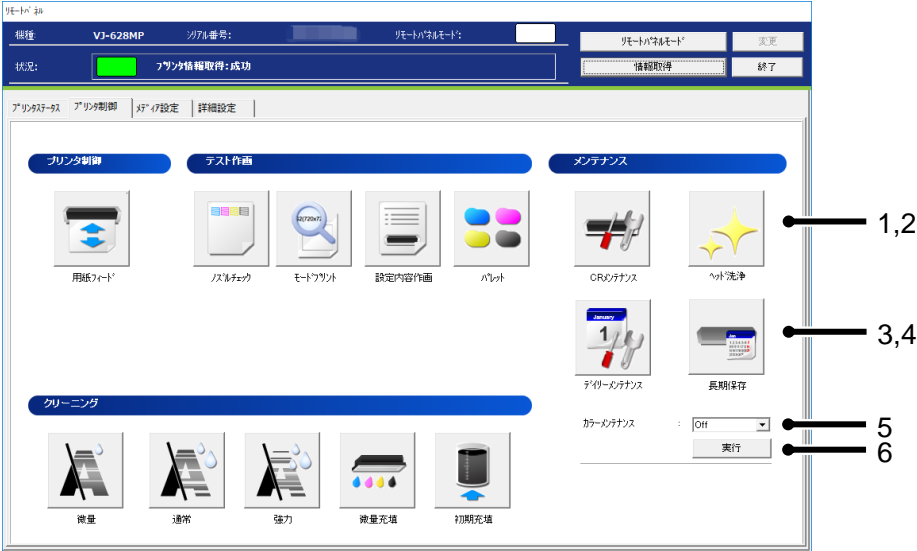 リモートパネル
機種: VJ-628MP シリアル番号: リモートパネルモード:
リモートパネルモード 変更
状況: プリンタ情報取得:成功
情報取得 終了
プリンタステータス プリンタ制御 メディア設定 詳細設定
プリンタ制御 テスト作画 メンテナンス
1,2
用紙フィード ノズルチェック モードプリント 設定内容作画 パレット CRメンテナンス ヘッド洗浄
January
1
3,4
デイリーメンテナンス 長期保存
クリーニング
カラーメンテナンス : Off
5
実行
6
微量 通常 強力 微量充填 初期充填